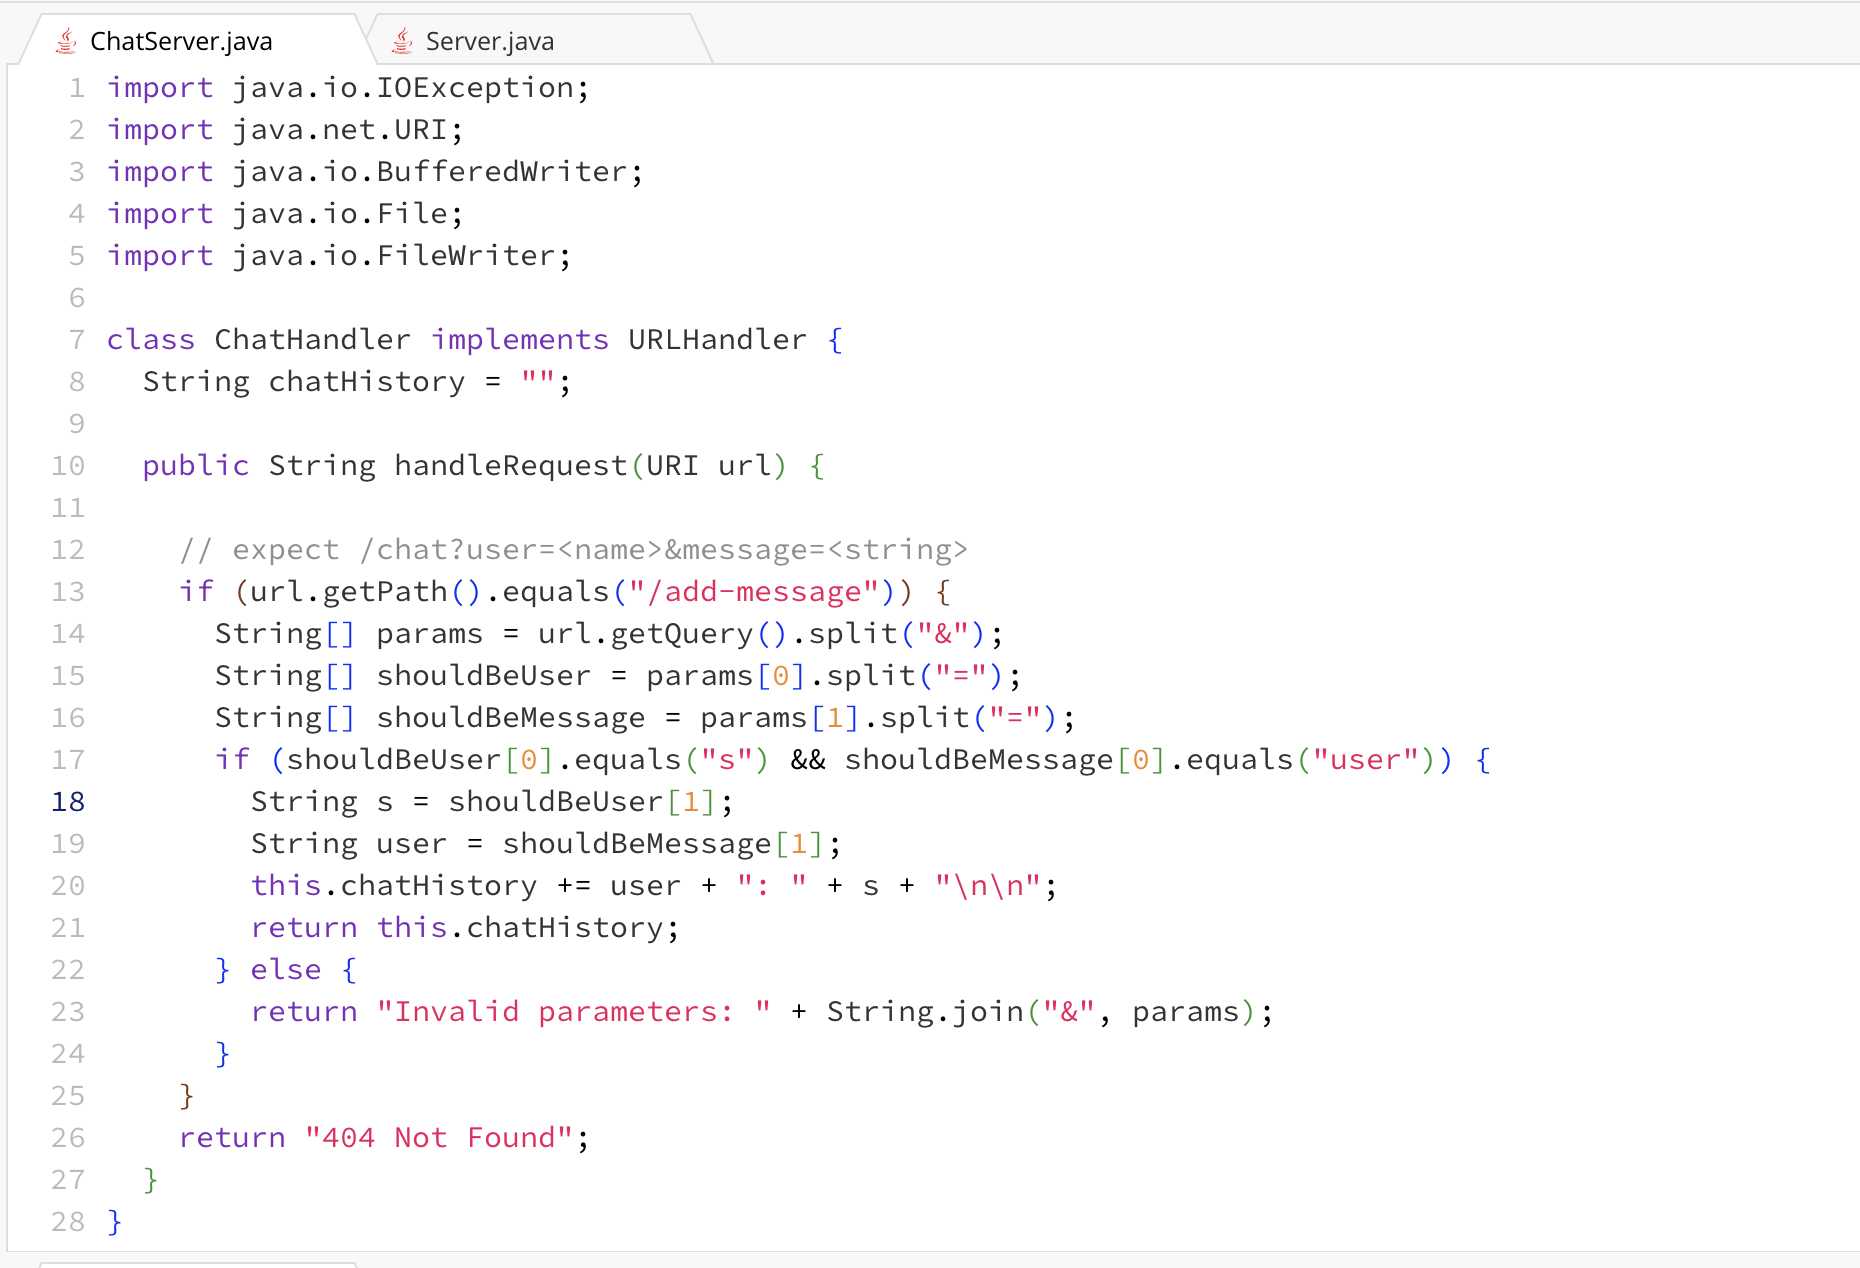 ChatServer.java
Server.java
1 import java.io.IOException;
2 import java.net.URI;
3 import java.io.BufferedWriter;
4 import java.io.File;
5 import java.io.FileWriter;
6
7 class ChatHandler implements URLHandler {
8   String chatHistory = "";
9
10   public String handleRequest(URI url) {
11
12     // expect /chat?user=<name>&message=<string>
13     if (url.getPath().equals("/add-message")) {
14       String[] params = url.getQuery().split("&");
15       String[] shouldBeUser = params[0].split("=");
16       String[] shouldBeMessage = params[1].split("=");
17       if (shouldBeUser[0].equals("s") && shouldBeMessage[0].equals("user")) {
18         String s = shouldBeUser[1];
19         String user = shouldBeMessage[1];
20         this.chatHistory += user + ": " + s + "\n\n";
21         return this.chatHistory;
22       } else {
23         return "Invalid parameters: " + String.join("&", params);
24       }
25     }
26     return "404 Not Found";
27   }
28 }